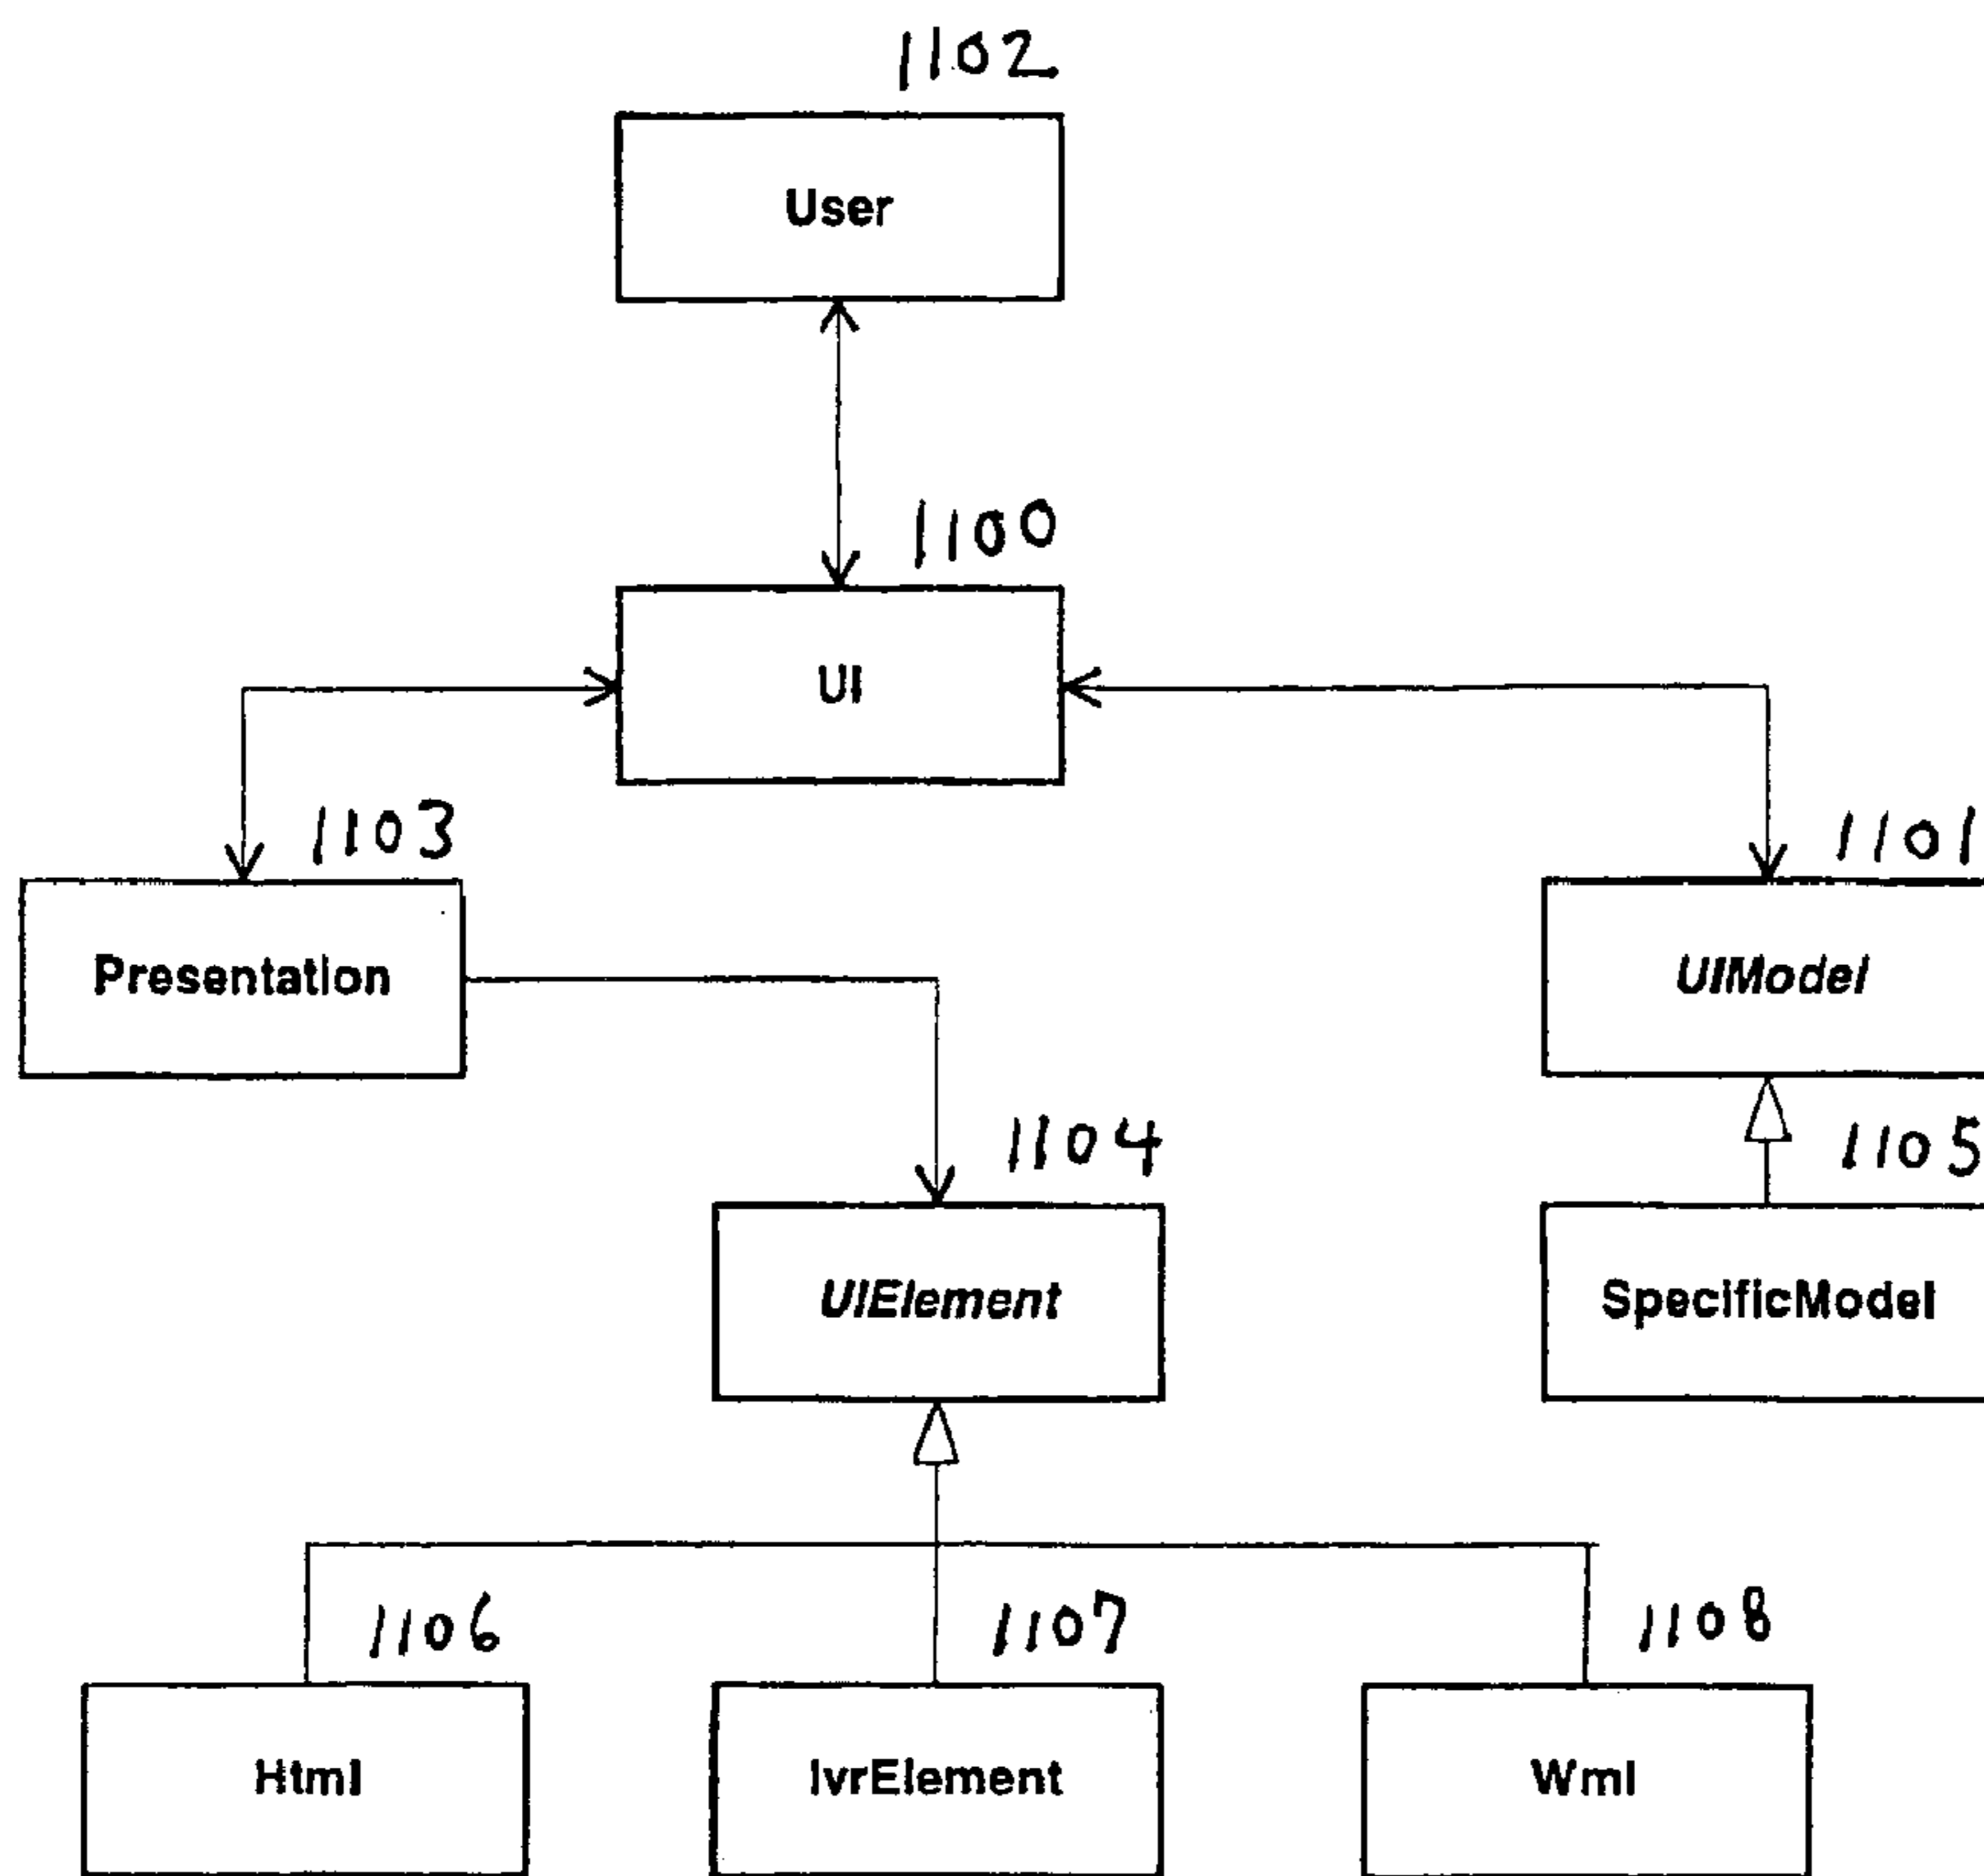 1102
User
1100
UI
1103
1101
Presentation
UIModel
1104
1105
UIElement
SpecificModel
1106
1107
1108
Html
IvrElement
Wml